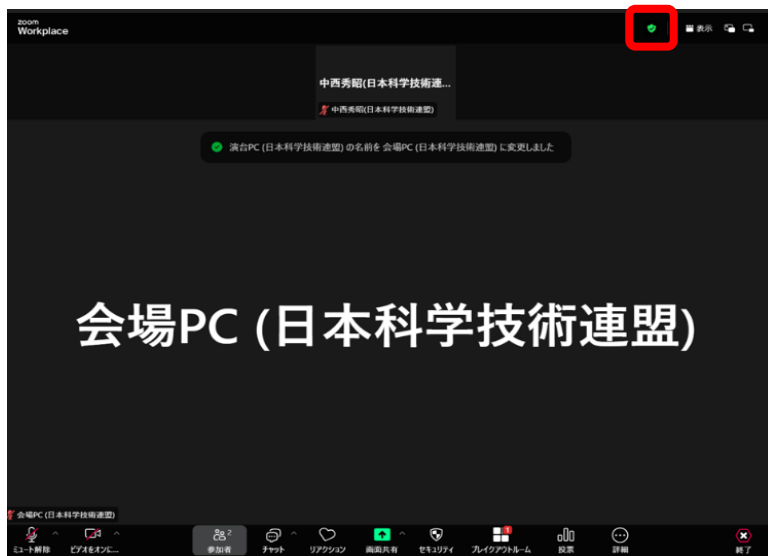 zoom
Workplace
表示
中西秀昭(日本科学技術連...
中西秀昭(日本科学技術連盟)
演台PC (日本科学技術連盟) の名前を 会場PC (日本科学技術連盟) に変更しました
会場PC (日本科学技術連盟)
会場PC (日本科学技術連盟)
2
1
ミュート解除 ビデオをオンに... 参加者 チャット リアクション 画面共有 セキュリティ ブレイクアウトルーム 投票 詳細 終了